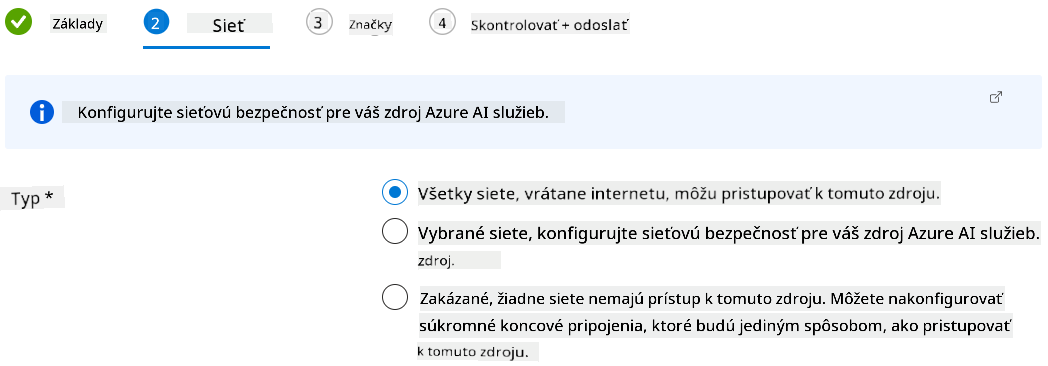 Základy 2 Sieť 3 Značky 4 Skontrolovať + odoslať
Konfigurujte sieťovú bezpečnosť pre váš zdroj Azure AI služieb.
Typ *
Všetky siete, vrátane internetu, môžu pristupovať k tomuto zdroju.
Vybrané siete, konfigurujte sieťovú bezpečnosť pre váš zdroj Azure AI služieb.
zdroj.
Zakázané, žiadne siete nemajú prístup k tomuto zdroju. Môžete nakonfigurovať
súkromné koncové pripojenia, ktoré budú jediným spôsobom, ako pristupovať
k tomuto zdroju.